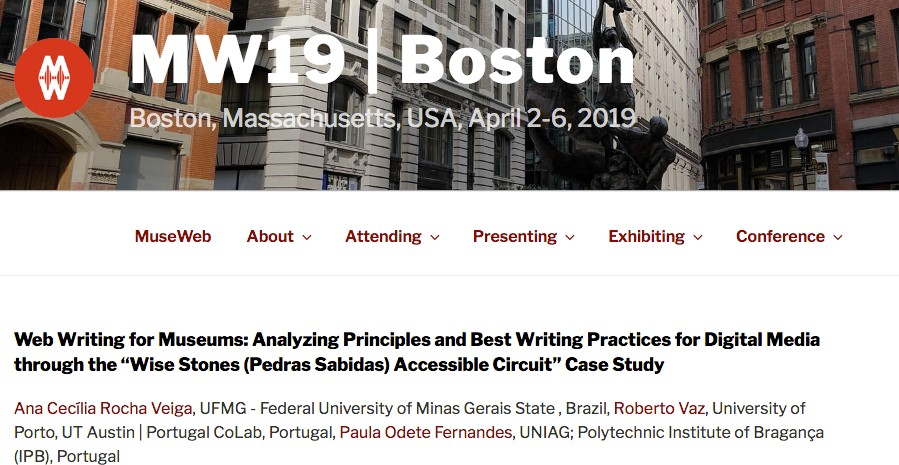 MW19 | Boston
Boston, Massachusetts, USA, April 2-6, 2019
MuseWeb About Attending Presenting Exhibiting Conference
Web Writing for Museums: Analyzing Principles and Best Writing Practices for Digital Media
through the “Wise Stones (Pedras Sabidas) Accessible Circuit” Case Study
Ana Cecília Rocha Veiga, UFMG - Federal University of Minas Gerais State , Brazil, Roberto Vaz, University of
Porto, UT Austin | Portugal CoLab, Portugal, Paula Odete Fernandes, UNIAG; Polytechnic Institute of Bragança
(IPB), Portugal